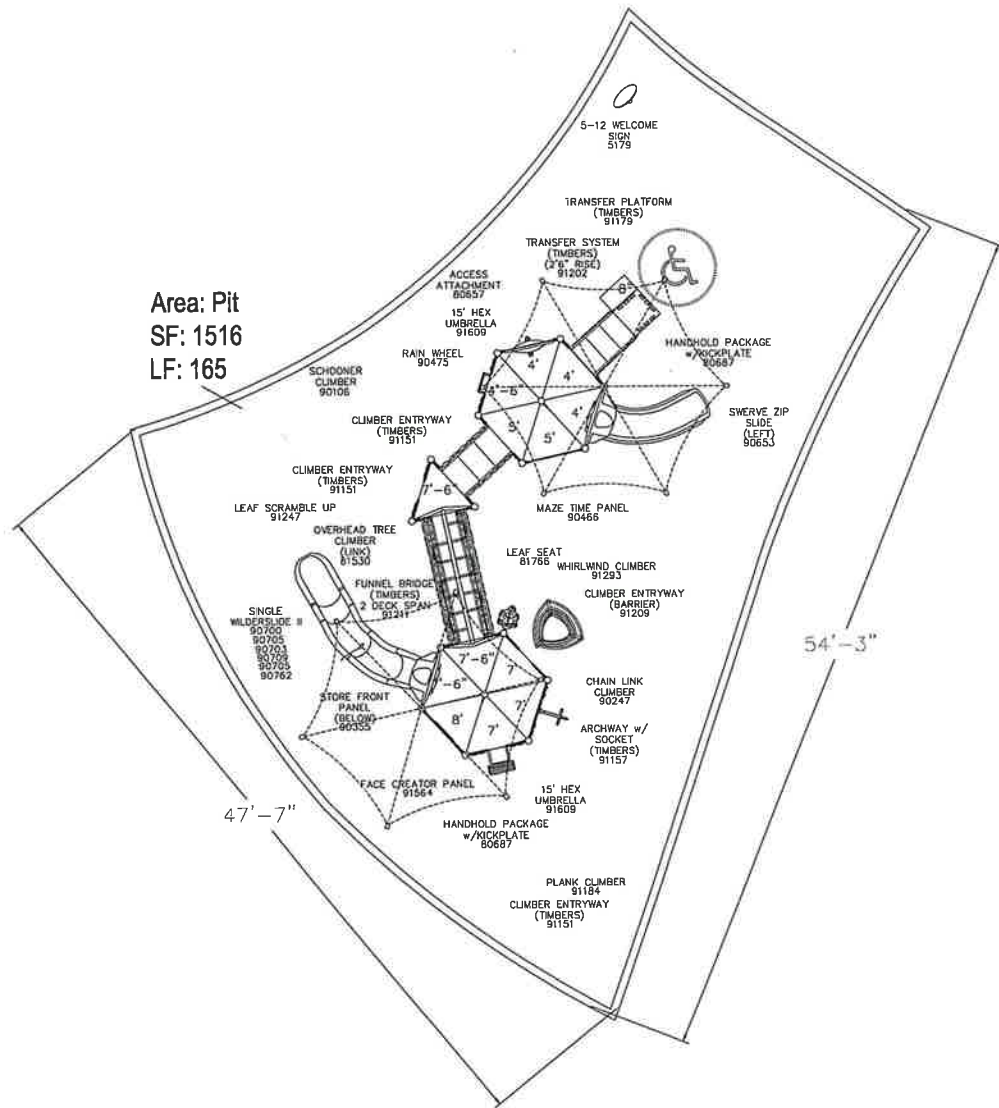 5-12 WELCOME
SIGN
5179
TRANSFER PLATFORM
(TIMBERS)
91179
TRANSFER SYSTEM
(TIMBERS)
(2'6" RISE)
91202
ACCESS
ATTACHMENT
80657
8"
Area: Pit
SF: 1516
LF: 165
15' HEX
UMBRELLA
91609
RAIN WHEEL
90475
HANDHOLD PACKAGE
w/KICKPLATE
80687
SCHOONER
CLIMBER
90106
4'
4'
4'-6"
4'
5'
5'
SWERVE ZIP
SLIDE
(LEFT)
90653
CLIMBER ENTRYWAY
(TIMBERS)
91151
CLIMBER ENTRYWAY
(TIMBERS)
91151
7'-6"
LEAF SCRAMBLE UP
91247
MAZE TIME PANEL
90466
OVERHEAD TREE
CLIMBER
(LINK)
81530
LEAF SEAT
81766
WHIRLWIND CLIMBER
91293
FUNNEL BRIDGE
(TIMBERS)
2 DECK SPAN
91211
CLIMBER ENTRYWAY
(BARRIER)
91209
SINGLE
WILDERSLIDE II
90700
90705
90703
90709
90705
90762
54'-3"
7'-6"
7'
-6"
7'
8'
7'
CHAIN LINK
CLIMBER
90247
STORE FRONT
PANEL
(BELOW)
90355
ARCHWAY w/
SOCKET
(TIMBERS)
91157
FACE CREATOR PANEL
91564
15' HEX
UMBRELLA
91609
47'-7"
HANDHOLD PACKAGE
w/KICKPLATE
80687
PLANK CLIMBER
91184
CLIMBER ENTRYWAY
(TIMBERS)
91151